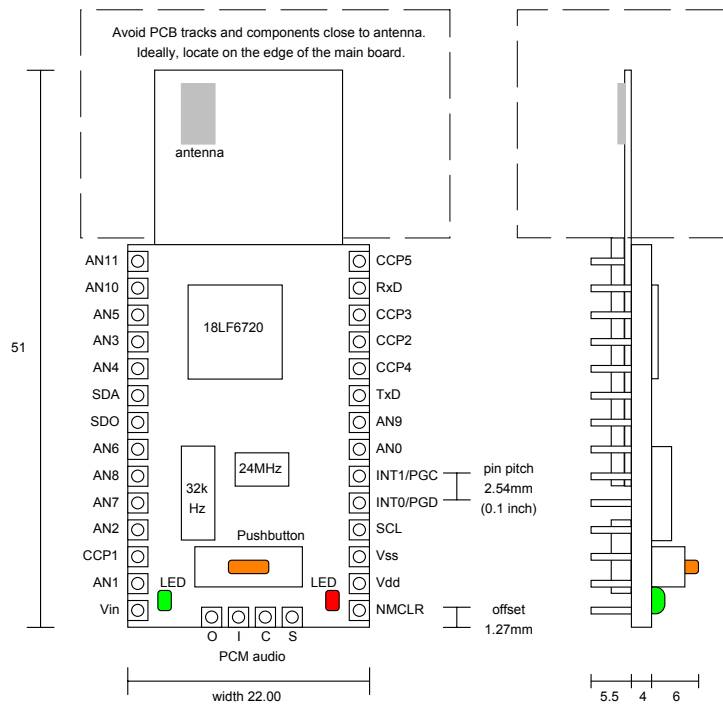 Avoid PCB tracks and components close to antenna.
Ideally, locate on the edge of the main board.
antenna
51
AN11
AN10
AN5
AN3
AN4
SDA
SDO
AN6
AN8
AN7
AN2
CCP1
AN1
Vin
18LF6720
24MHz
32k
Hz
Pushbutton
LED
LED
O I C S
PCM audio
CCP5
RxD
CCP3
CCP2
CCP4
TxD
AN9
AN0
INT1/PGC
INT0/PGD
SCL
Vss
Vdd
NMCLR
pin pitch
2.54mm
(0.1 inch)
offset
1.27mm
width 22.00
5.5 4 6